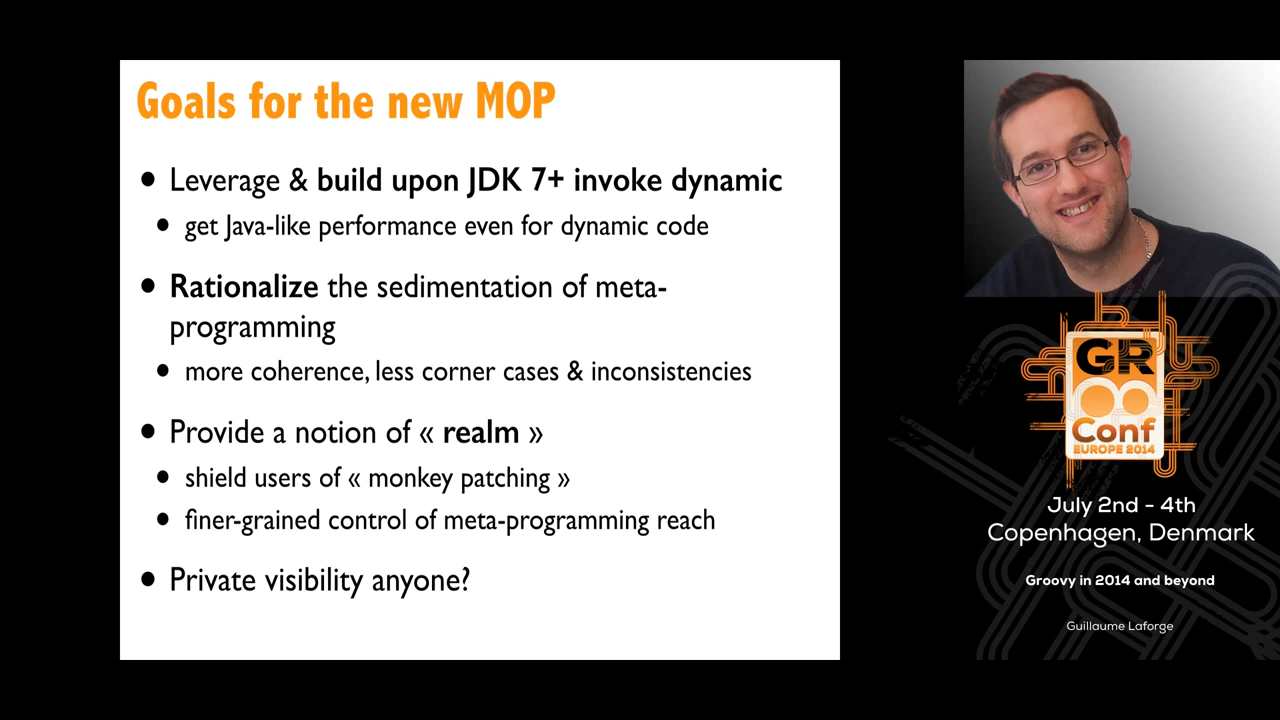 Goals for the new MOP
• Leverage & build upon JDK 7+ invoke dynamic
• get Java-like performance even for dynamic code
• Rationalize the sedimentation of meta-
programming
• more coherence, less corner cases & inconsistencies
• Provide a notion of « realm »
• shield users of « monkey patching »
• finer-grained control of meta-programming reach
• Private visibility anyone?
GR
Conf
EUROPE 2014
July 2nd - 4th
Copenhagen, Denmark
Groovy in 2014 and beyond
Guillaume Laforge